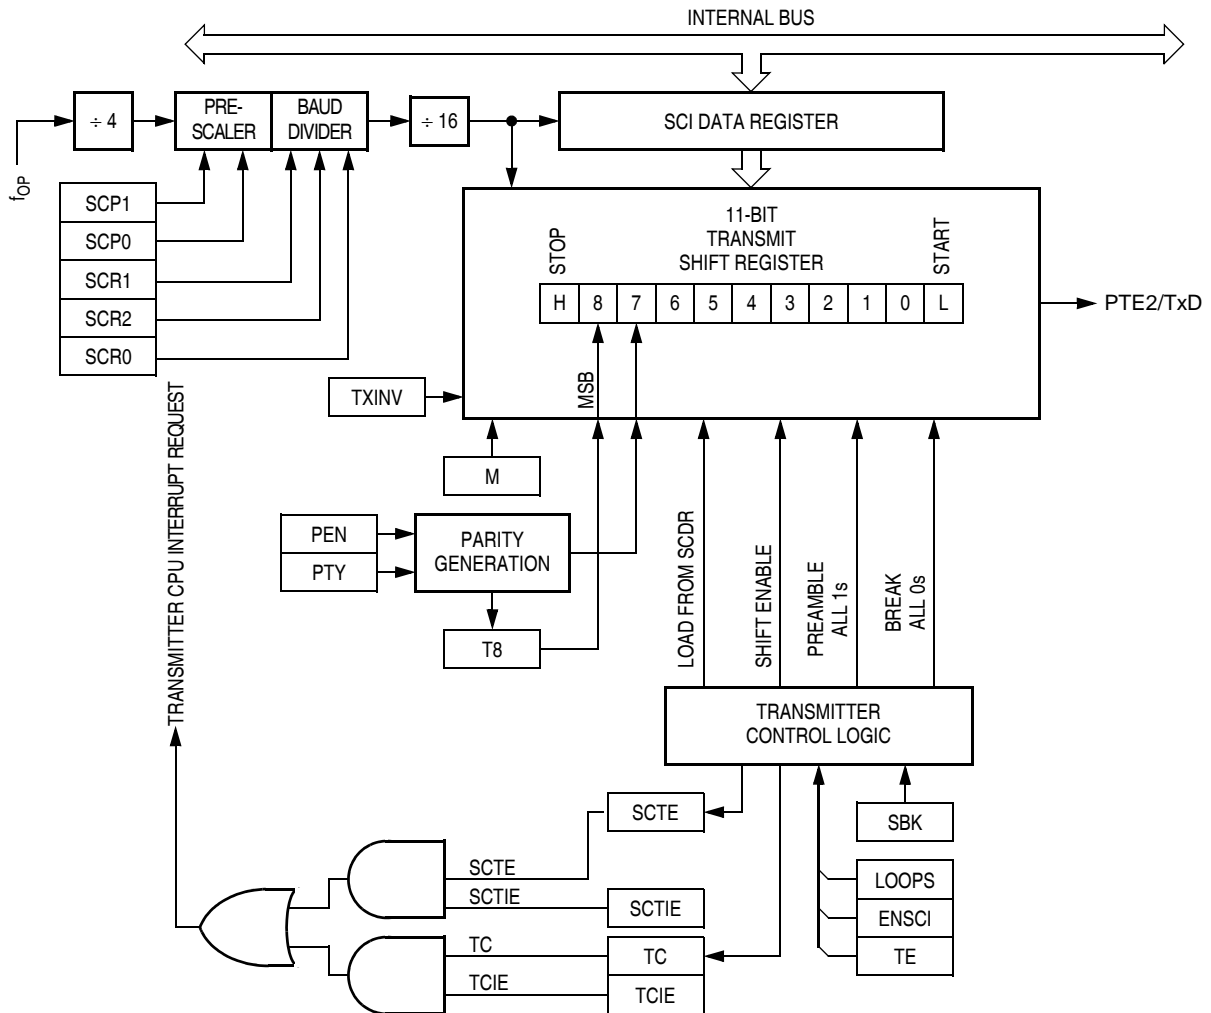 INTERNAL BUS
÷ 4
PRE-
SCALER
BAUD
DIVIDER
÷ 16
SCI DATA REGISTER
fOP
SCP1
SCP0
SCR1
SCR2
SCR0
11-BIT
TRANSMIT
SHIFT REGISTER
STOP
START
H 8 7 6 5 4 3 2 1 0 L
PTE2/TxD
MSB
TXINV
M
TRANSMITTER CPU INTERRUPT REQUEST
PEN
PTY
PARITY
GENERATION
T8
LOAD FROM SCDR
SHIFT ENABLE
PREAMBLE
ALL 1s
BREAK
ALL 0s
TRANSMITTER
CONTROL LOGIC
SCTE
SBK
SCTE
SCTIE
SCTIE
LOOPS
ENSCI
TE
TC
TC
TCIE
TCIE